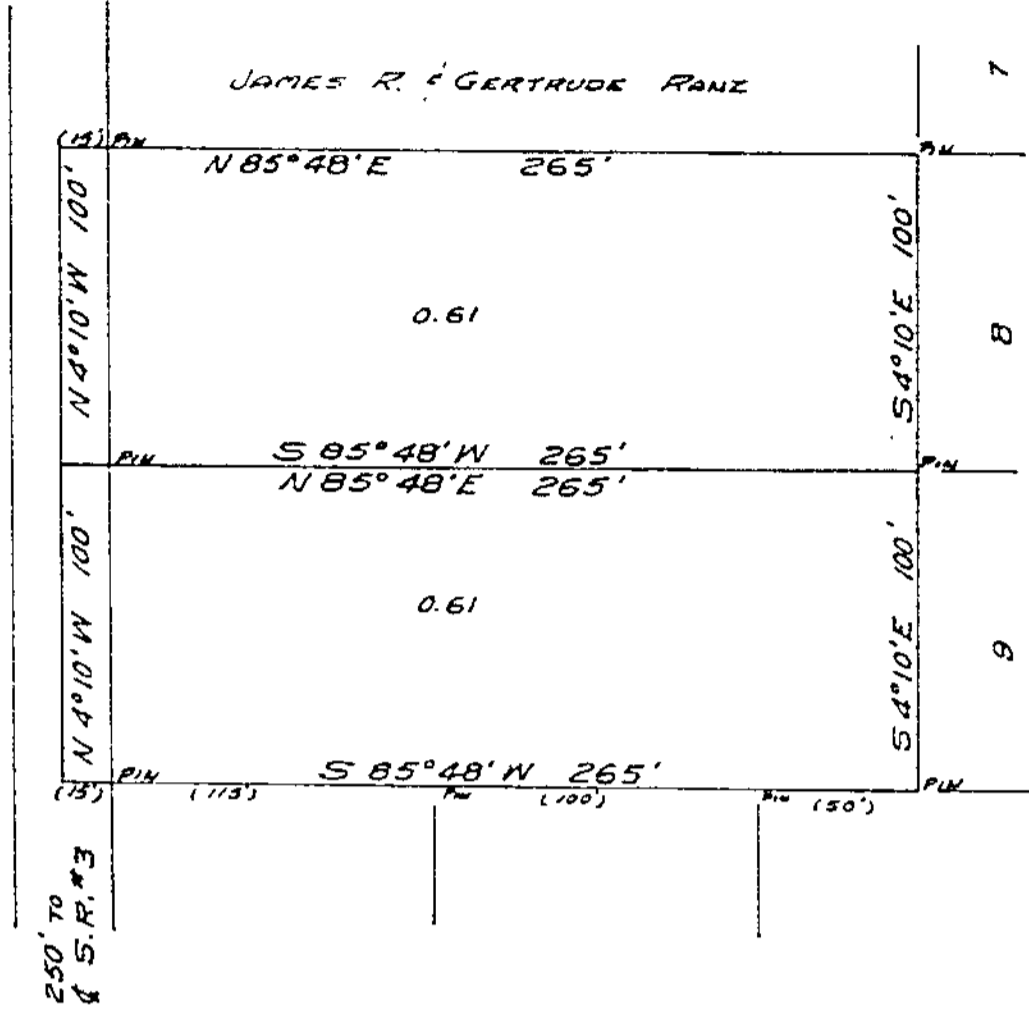 JAMES R. & GERTRUDE RANZ
7
(15) PIN
PIN
N 85°48'E 265'
N 4°10'W 100'
S 4°10'E 100'
0.61
8
PIN
S 85°48'W 265'
PIN
N 85°48'E 265'
N 4°10'W 100'
S 4°10'E 100'
0.61
9
PIN
S 85°48'W 265'
PIN
(15) (115) PIN (100) PIN (50)
250' TO
℄ S.R. #3